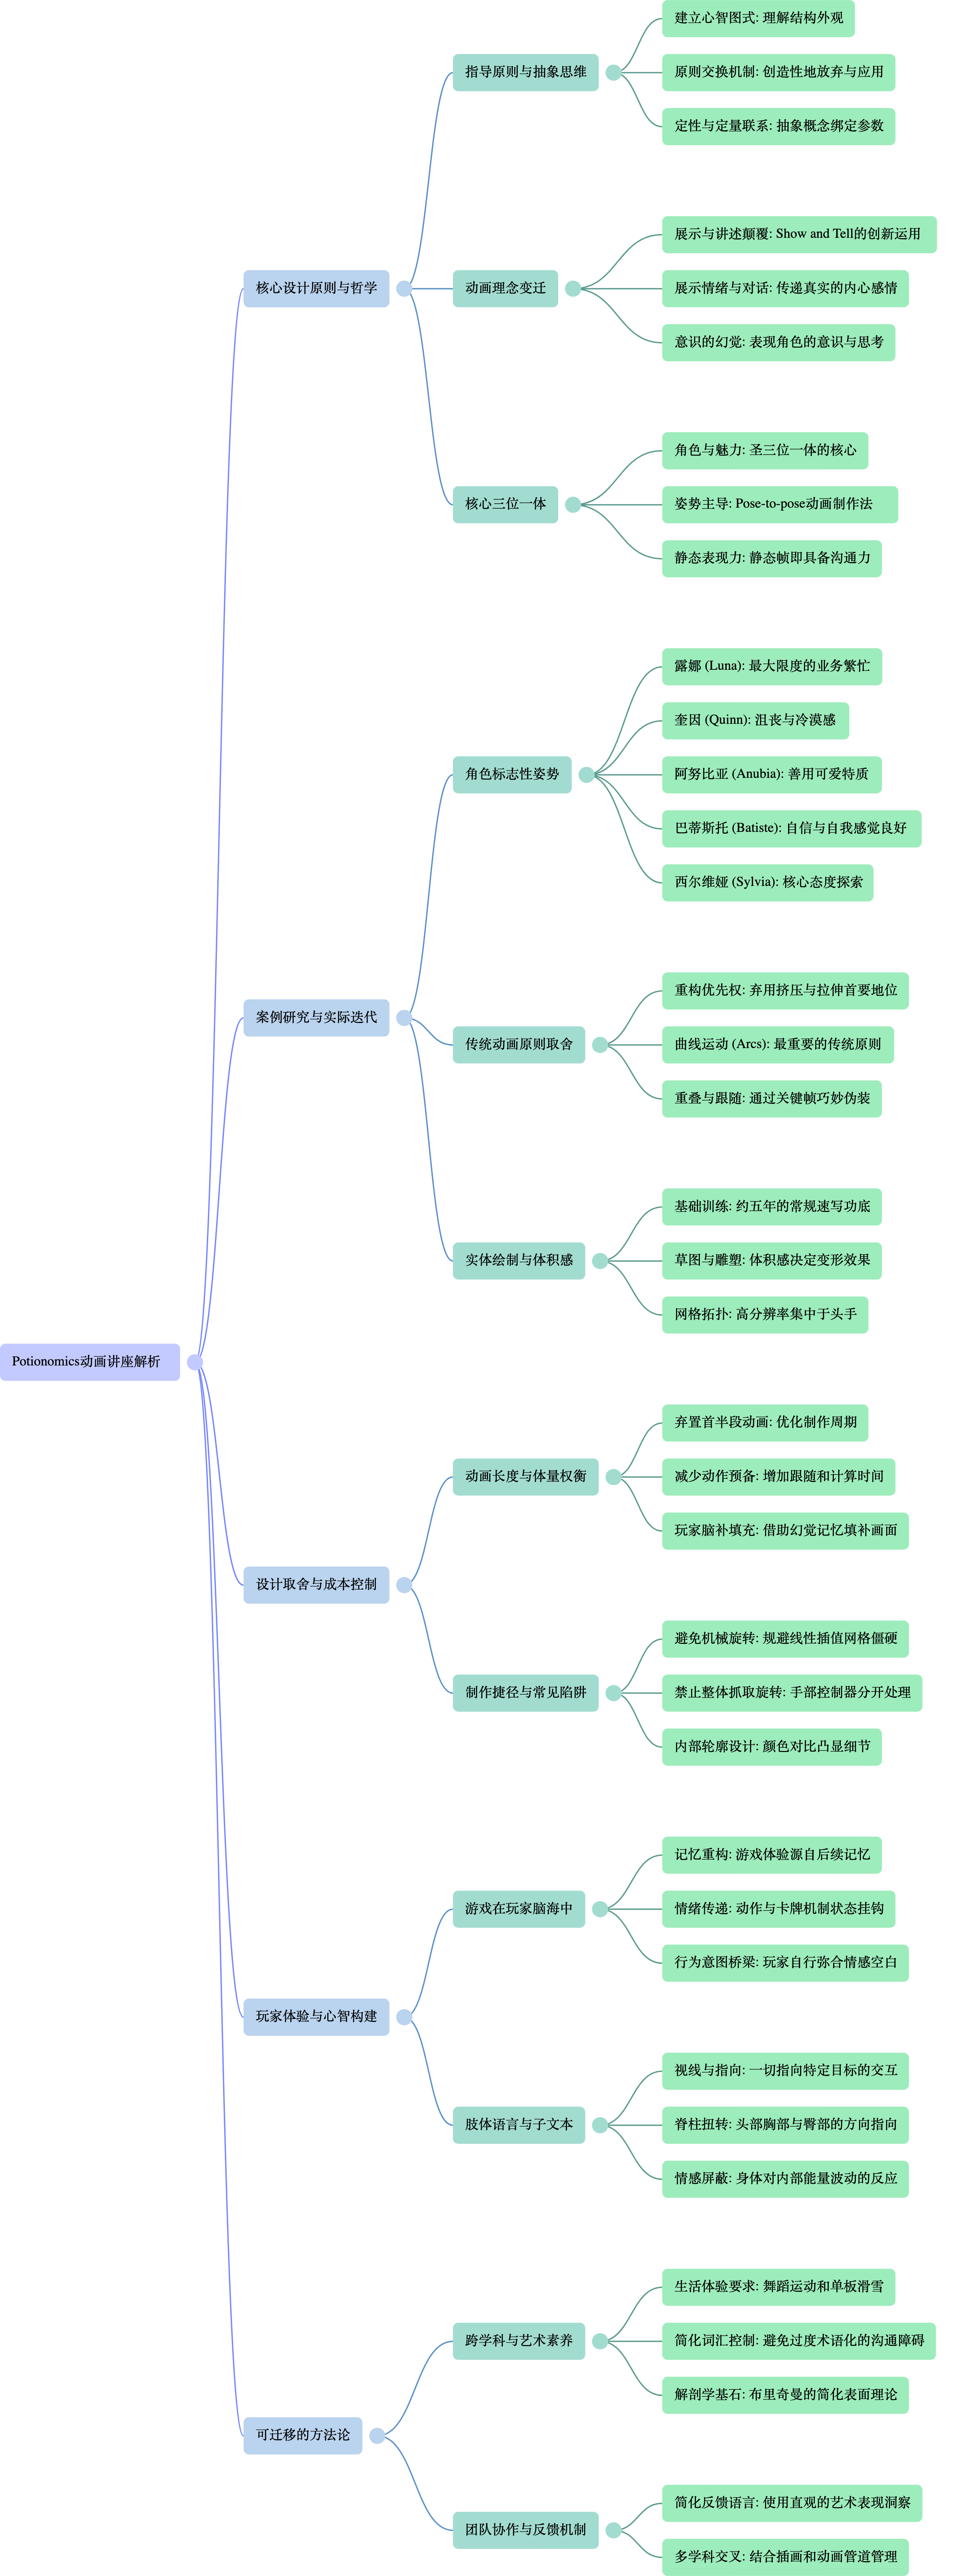 Potionomics动画讲座解析
核心设计原则与哲学
指导原则与抽象思维
建立心智图式: 理解结构外观
原则交换机制: 创造性地放弃与应用
定性与定量联系: 抽象概念绑定参数
动画理念变迁
展示与讲述颠覆: Show and Tell的创新运用
展示情绪与对话: 传递真实的内心感情
意识的幻觉: 表现角色的意识与思考
核心三位一体
角色与魅力: 圣三位一体的核心
姿势主导: Pose-to-pose动画制作法
静态表现力: 静态帧即具备沟通力
案例研究与实际迭代
角色标志性姿势
露娜 (Luna): 最大限度的业务繁忙
奎因 (Quinn): 沮丧与冷漠感
阿努比亚 (Anubia): 善用可爱特质
巴蒂斯托 (Batiste): 自信与自我感觉良好
西尔维娅 (Sylvia): 核心态度探索
传统动画原则取舍
重构优先权: 弃用挤压与拉伸首要地位
曲线运动 (Arcs): 最重要的传统原则
重叠与跟随: 通过关键帧巧妙伪装
实体绘制与体积感
基础训练: 约五年的常规速写功底
草图与雕塑: 体积感决定变形效果
网格拓扑: 高分辨率集中于头手
设计取舍与成本控制
动画长度与体量权衡
弃置首半段动画: 优化制作周期
减少动作预备: 增加跟随和计算时间
玩家脑补填充: 借助幻觉记忆填补画面
制作捷径与常见陷阱
避免机械旋转: 规避线性插值网格僵硬
禁止整体抓取旋转: 手部控制器分开处理
内部轮廓设计: 颜色对比凸显细节
玩家体验与心智构建
游戏在玩家脑海中
记忆重构: 游戏体验源自后续记忆
情绪传递: 动作与卡牌机制状态挂钩
行为意图桥梁: 玩家自行弥合情感空白
肢体语言与子文本
视线与指向: 一切指向特定目标的交互
脊柱扭转: 头部胸部与臀部的方向指向
情感屏蔽: 身体对内部能量波动的反应
可迁移的方法论
跨学科与艺术素养
生活体验要求: 舞蹈运动和单板滑雪
简化词汇控制: 避免过度术语化的沟通障碍
解剖学基石: 布里奇曼的简化表面理论
团队协作与反馈机制
简化反馈语言: 使用直观的艺术表现洞察
多学科交叉: 结合插画和动画管道管理